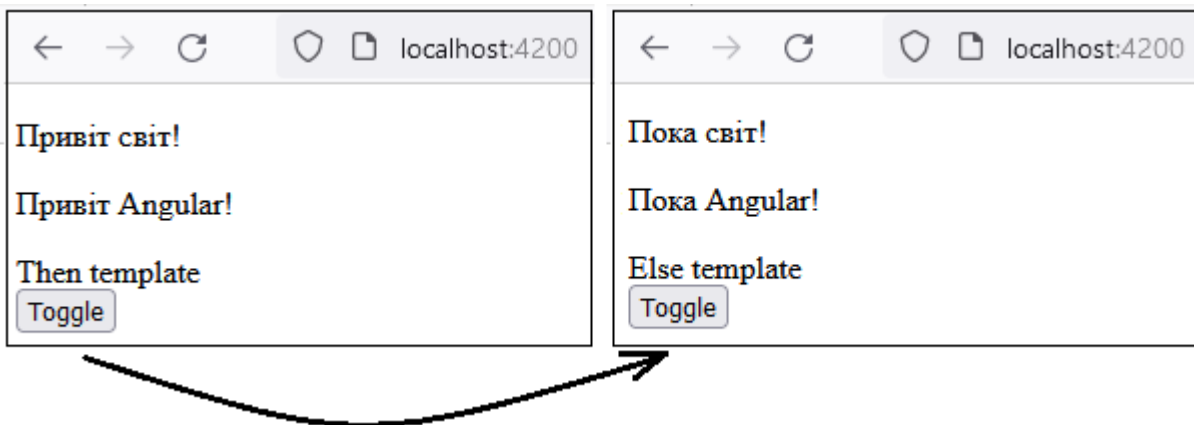 localhost:4200
Привіт світ!
Привіт Angular!
Then template
Toggle
localhost:4200
Пока світ!
Пока Angular!
Else template
Toggle